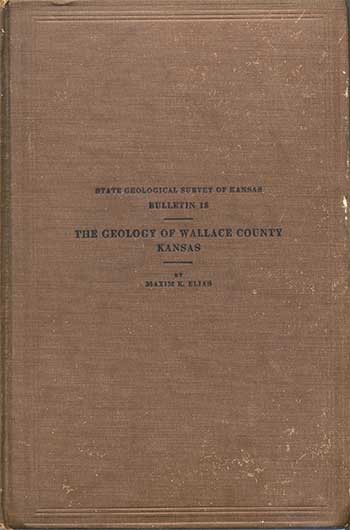 STATE GEOLOGICAL SURVEY OF KANSAS
BULLETIN 18
THE GEOLOGY OF WALLACE COUNTY
KANSAS
BY
MAXIM K. ELIAS